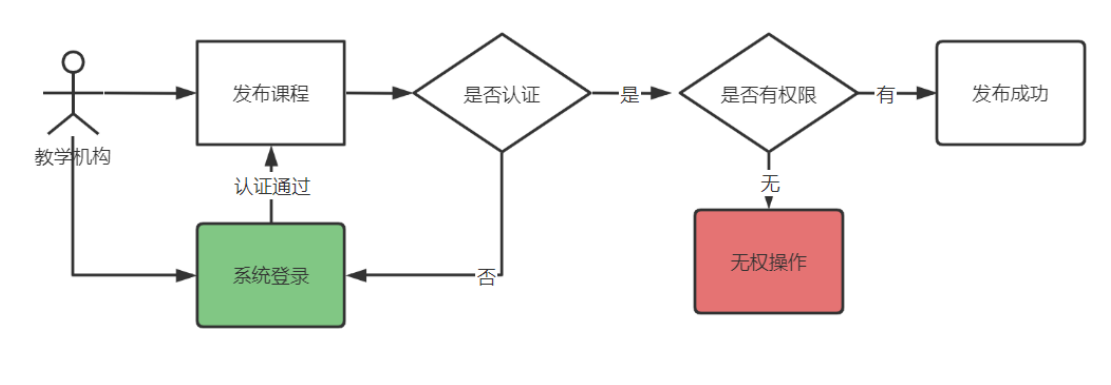 发布课程
是否认证
是
是否有权限
有
发布成功
教学机构
认证通过
无
系统登录
否
无权操作